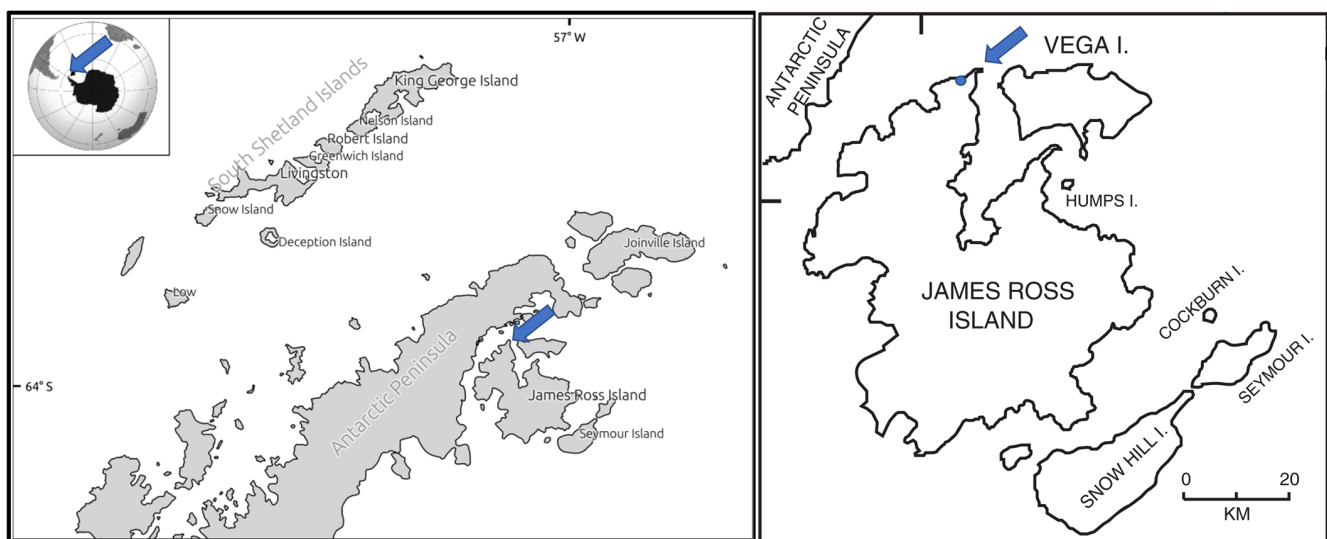 57° W
King George Island
South Shetland Islands
Nelson Island
Robert Island
Greenwich Island
Livingston
Snow Island
Deception Island
Joinville Island
Low
64° S
Antarctic Peninsula
James Ross Island
Seymour Island
ANTARCTIC
PENINSULA
VEGA I.
HUMPS I.
JAMES ROSS
ISLAND
COCKBURN I.
SEYMOUR I.
SNOW HILL I.
0 20
KM